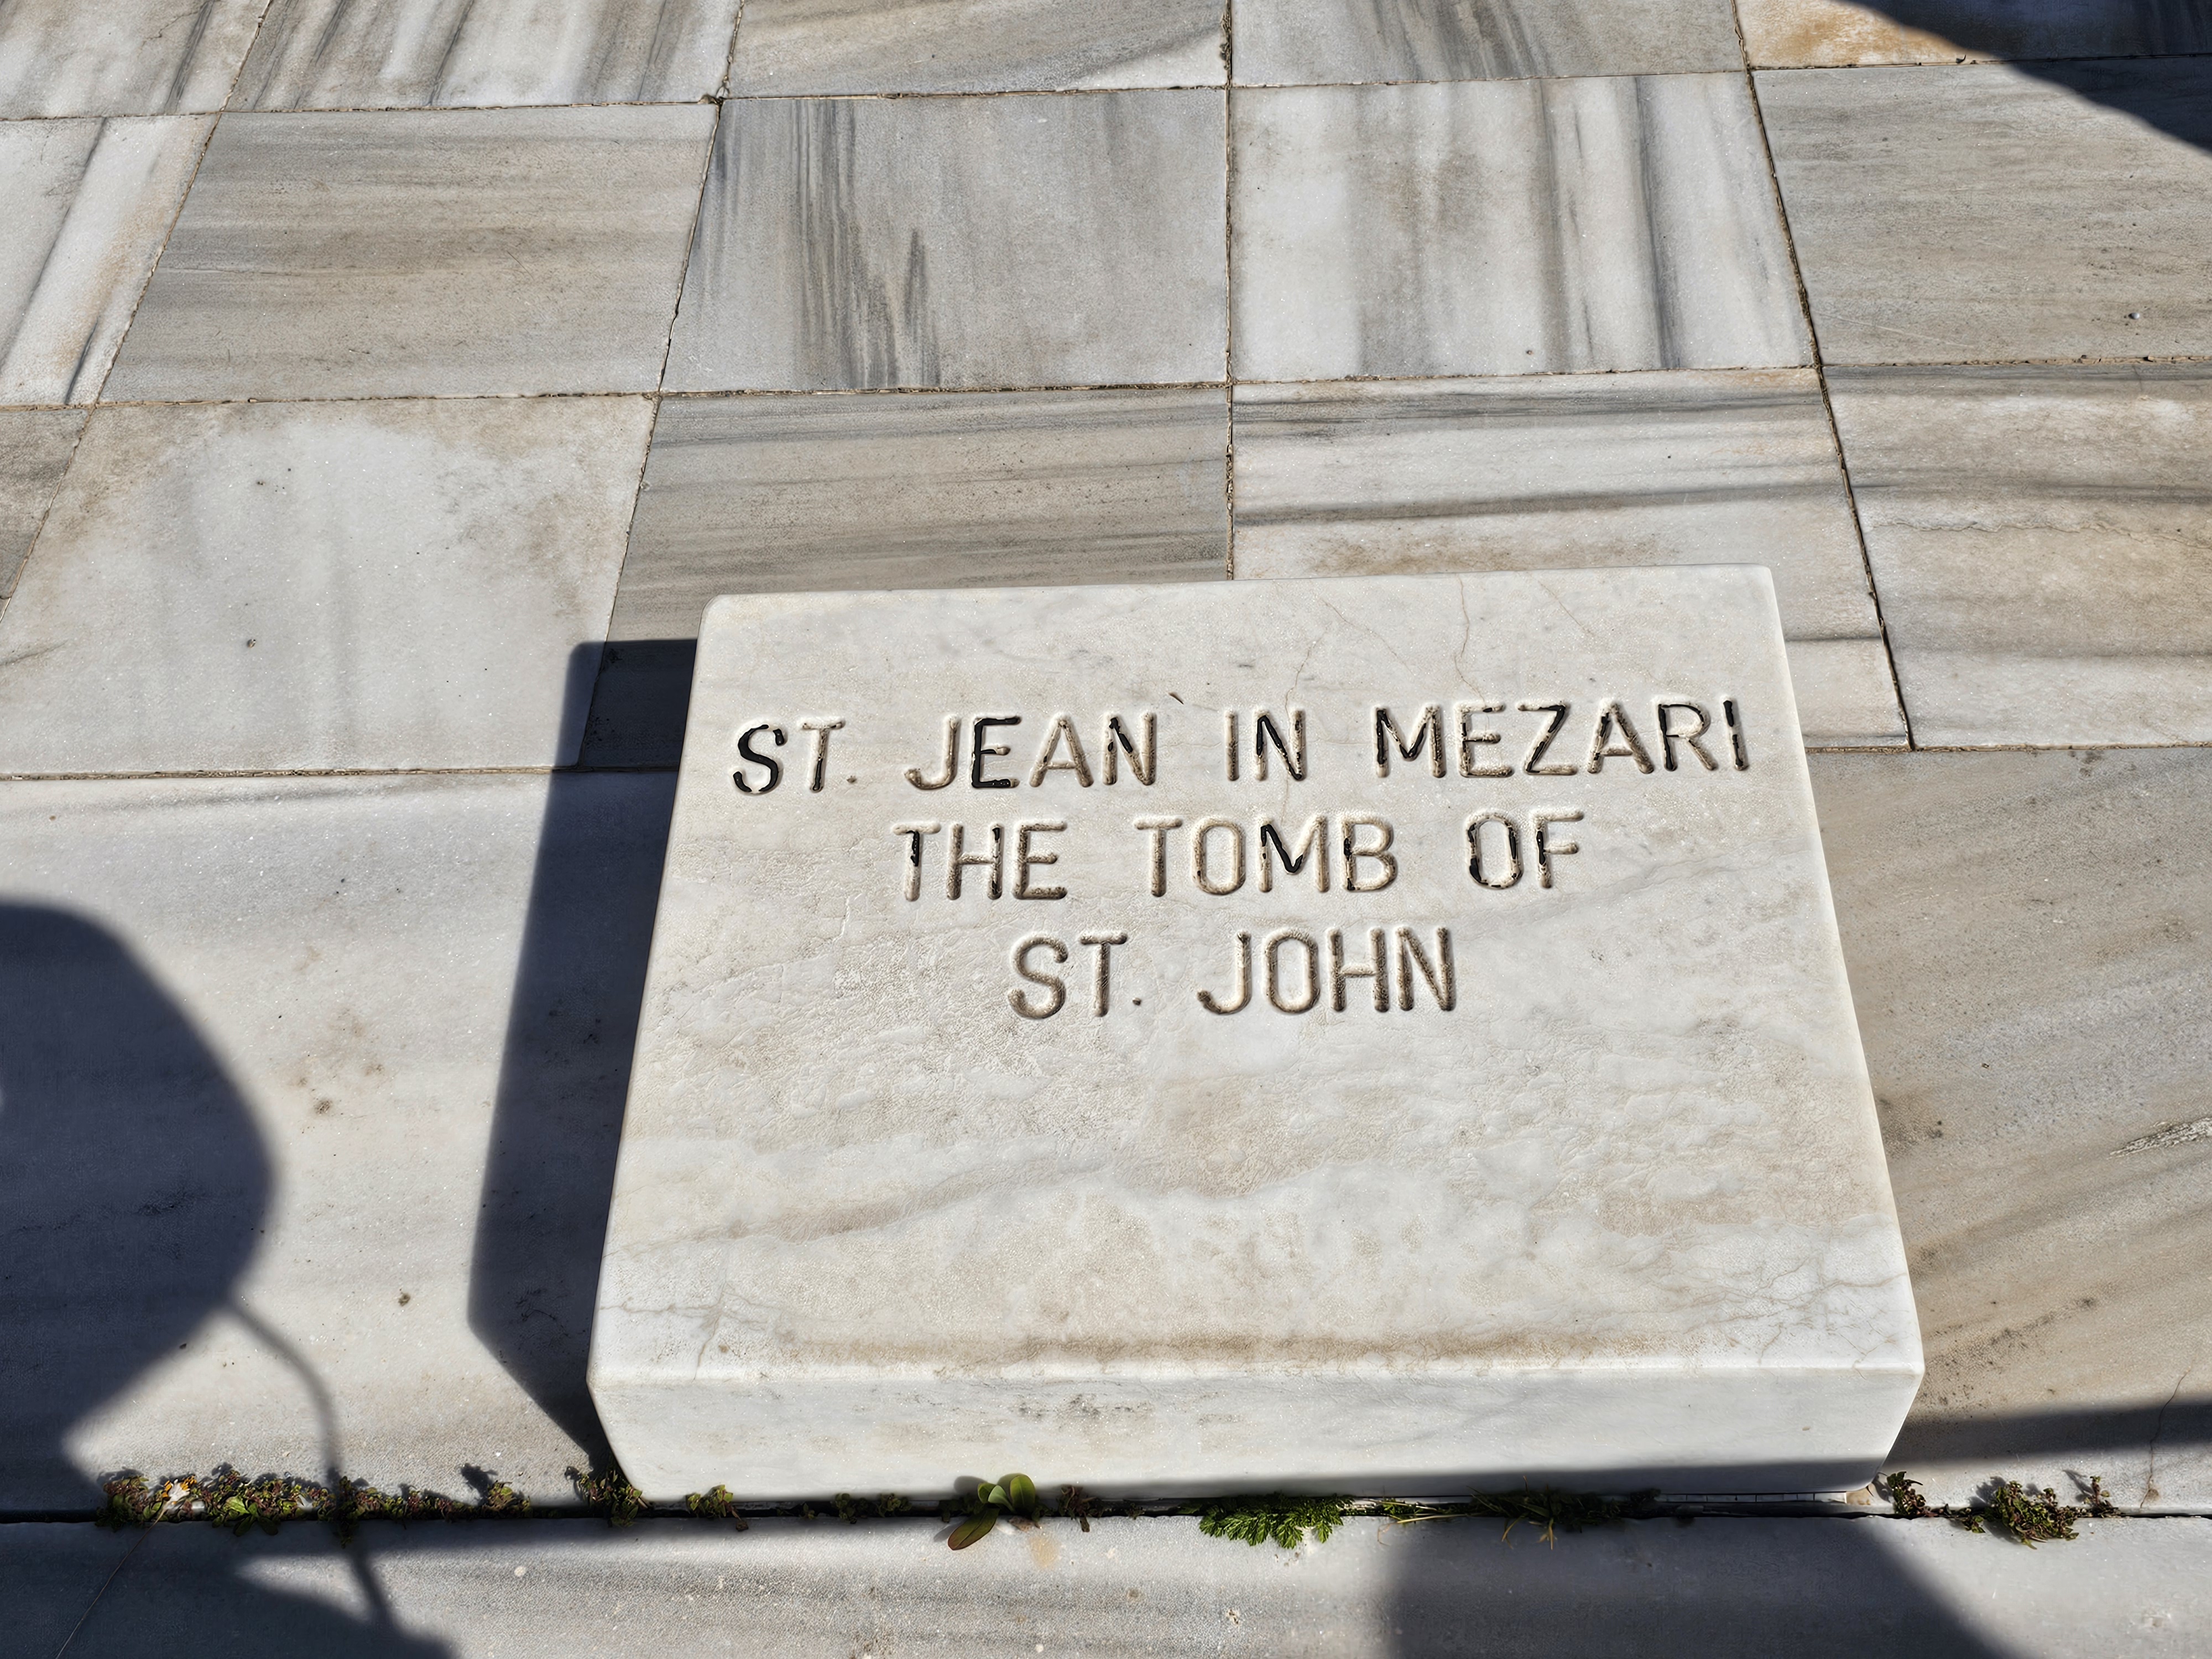 ST. JEAN IN MEZARI
THE TOMB OF
ST. JOHN